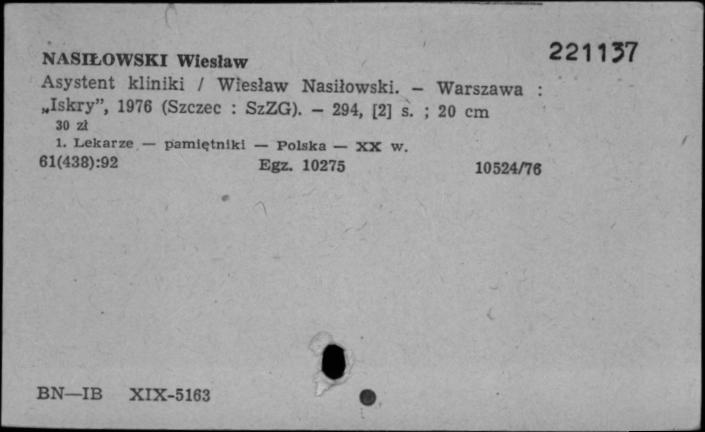 221137
NASIŁOWSKI Wiesław
Asystent kliniki / Wiesław Nasiłowski. — Warszawa :
„Iskry”, 1976 (Szczec : SzZG). — 294, [2] s. ; 20 cm
30 zł
1. Lekarze — pamiętniki — Polska — XX w.
61(438):92 Egz. 10275 10524/76
BN—IB XIX-5163